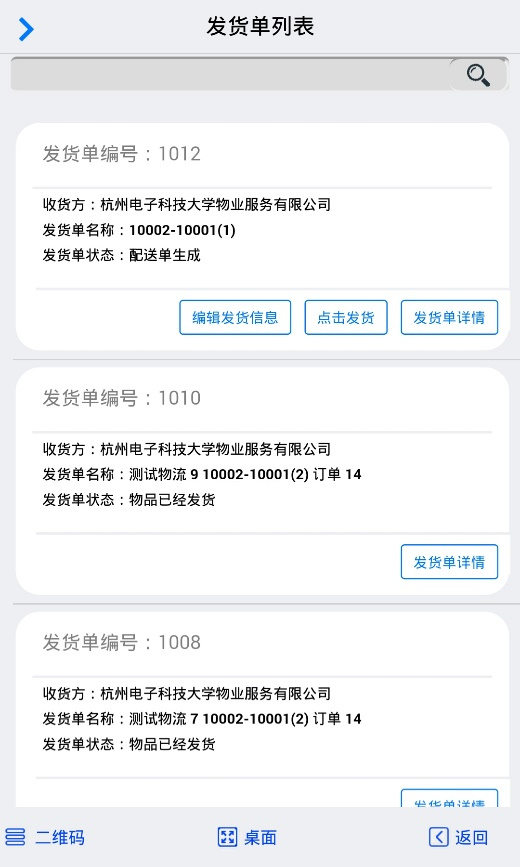 发货单列表
发货单编号：1012
收货方：杭州电子科技大学物业服务有限公司
发货单名称：10002-10001(1)
发货单状态：配送单生成
编辑发货信息 点击发货 发货单详情
发货单编号：1010
收货方：杭州电子科技大学物业服务有限公司
发货单名称：测试物流 9 10002-10001(2) 订单 14
发货单状态：物品已经发货
发货单详情
发货单编号：1008
收货方：杭州电子科技大学物业服务有限公司
发货单名称：测试物流 7 10002-10001(2) 订单 14
发货单状态：物品已经发货
发货单详情
二维码 桌面 返回